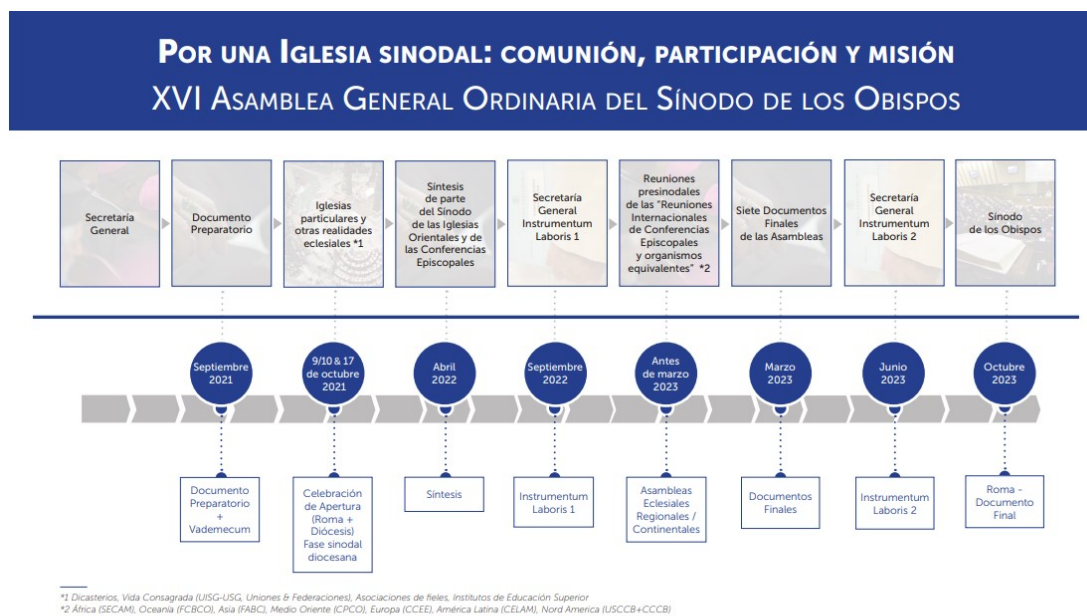 Por una Iglesia sinodal: comunión, participación y misión
XVI Asamblea General Ordinaria del Sínodo de los Obispos
Secretaría
General
Documento
Preparatorio
Iglesias
particulares y
otras realidades
eclesiales *1
Síntesis
de parte
del Sínodo
de las Iglesias
Orientales y de
las Conferencias
Episcopales
Secretaría
General
Instrumentum
Laboris 1
Reuniones
presinodales
de las "Reuniones
Internacionales
de Conferencias
Episcopales
y organismos
equivalentes" *2
Siete Documentos
Finales
de las Asambleas
Secretaría
General
Instrumentum
Laboris 2
Sínodo
de los Obispos
Septiembre
2021
9/10 & 17
de octubre
2021
Abril
2022
Septiembre
2022
Antes
de marzo
2023
Marzo
2023
Junio
2023
Octubre
2023
Documento
Preparatorio
+
Vademecum
Celebración
de Apertura
(Roma +
Diócesis)
Fase sinodal
diocesana
Síntesis
Instrumentum
Laboris 1
Asambleas
Eclesiales
Regionales /
Continentales
Documentos
Finales
Instrumentum
Laboris 2
Roma -
Documento
Final
*1 Dicasterios, Vida Consagrada (UISG-USG, Uniones & Federaciones), Asociaciones de fieles, Institutos de Educación Superior
*2 África (SECAM), Oceanía (FCBCO), Asia (FABC), Medio Oriente (CPCO), Europa (CCEE), América Latina (CELAM), Nord America (USCCB+CCCB)